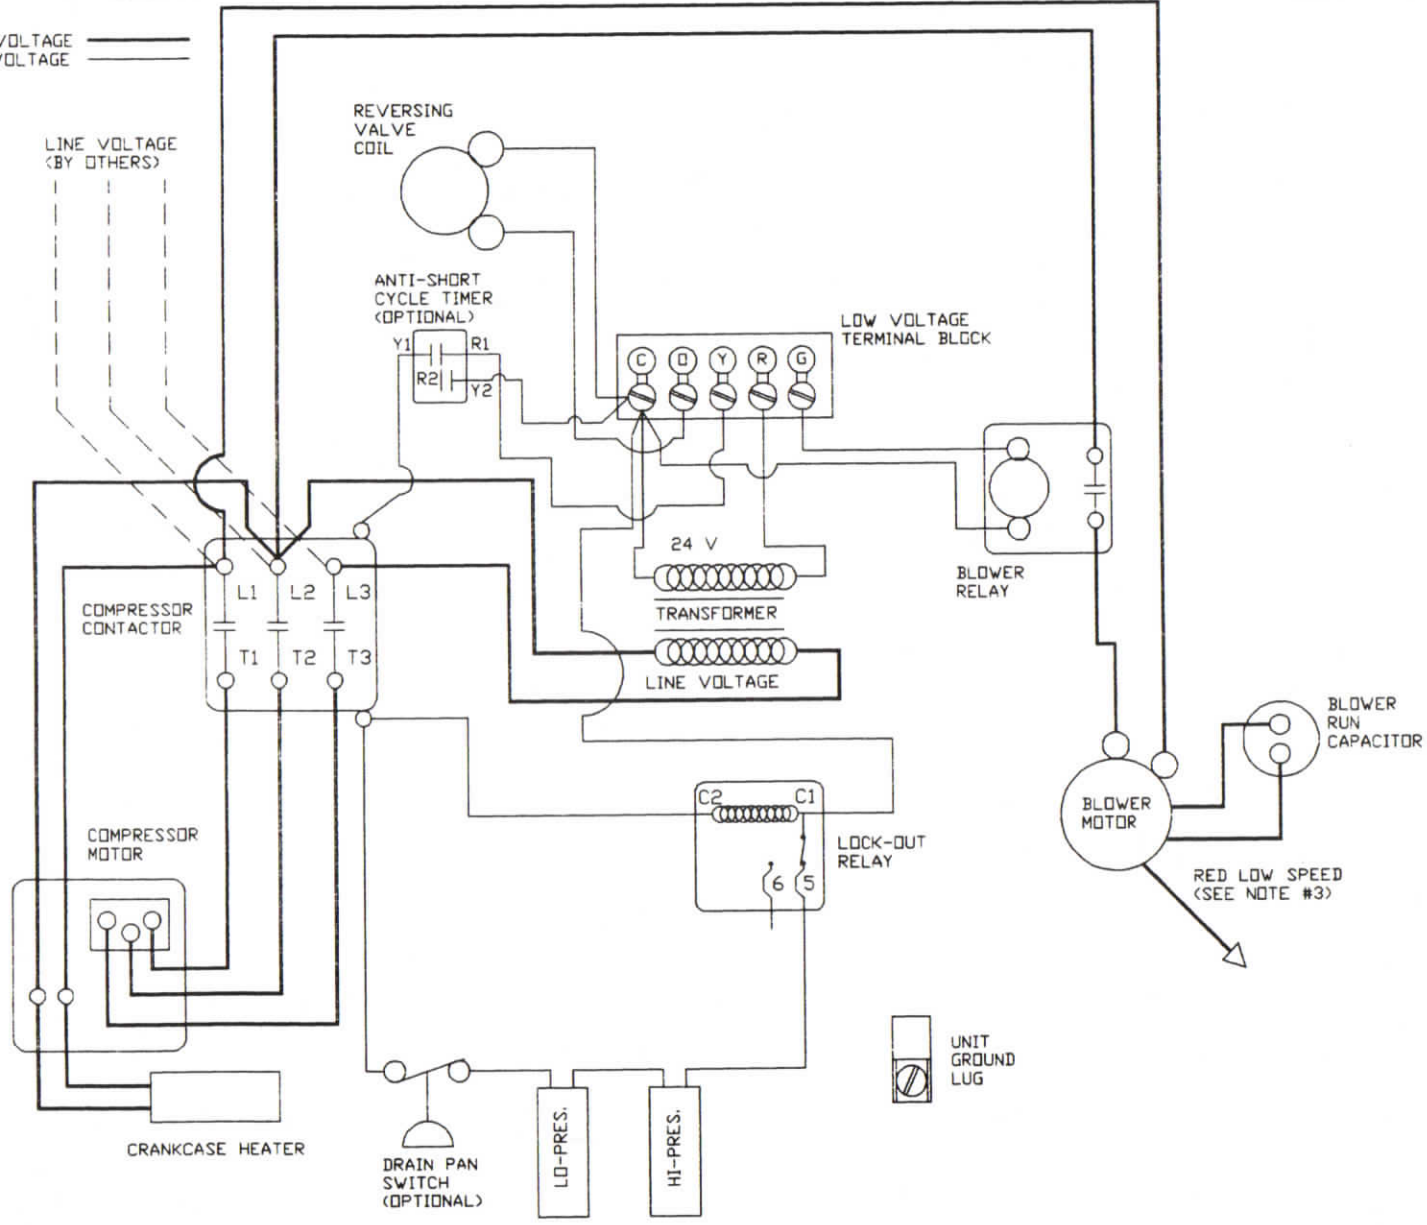 VOLTAGE
VOLTAGE
LINE VOLTAGE
(BY OTHERS)
REVERSING
VALVE
COIL
ANTI-SHORT
CYCLE TIMER
(OPTIONAL)
Y1
R1
R2
Y2
LOW VOLTAGE
TERMINAL BLOCK
C O Y R G
BLOWER
RELAY
24 V
TRANSFORMER
LINE VOLTAGE
COMPRESSOR
CONTACTOR
L1 L2 L3
T1 T2 T3
BLOWER
RUN
CAPACITOR
BLOWER
MOTOR
RED LOW SPEED
(SEE NOTE #3)
C2 C1
LOCK-OUT
RELAY
6 5
COMPRESSOR
MOTOR
CRANKCASE HEATER
DRAIN PAN
SWITCH
(OPTIONAL)
LO-PRES.
HI-PRES.
UNIT
GROUND
LUG